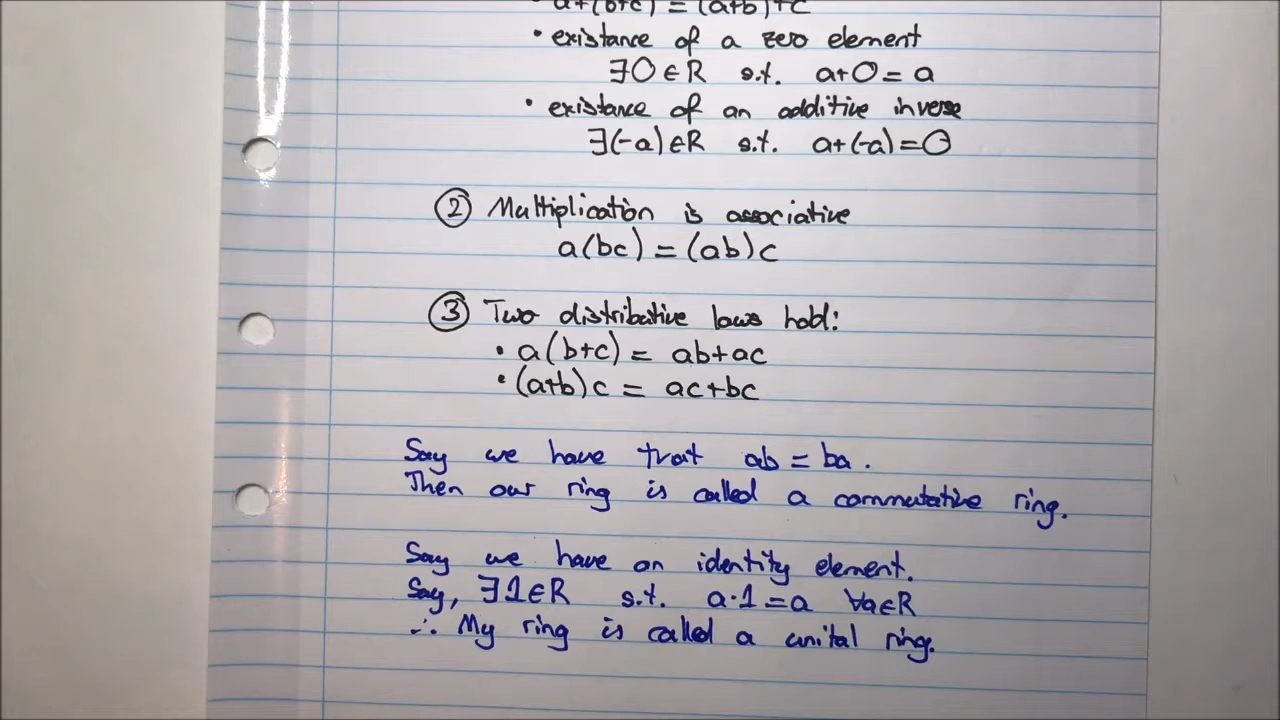 • a+(b+c) = (a+b)+c
• existance of a zero element
∃0∈R s.t. a+0 = a
• existance of an additive inverse
∃(-a)∈R s.t. a+(-a)=0
② Multiplication is associative
a(bc) = (ab)c
③ Two distributive laws hold:
• a(b+c) = ab+ac
• (a+b)c = ac+bc
Say we have trait ab = ba.
Then our ring is called a commutative ring.
Say we have an identity element.
Say, ∃1∈R s.t. a·1=a ∀a∈R
∴ My ring is called a unital ring.